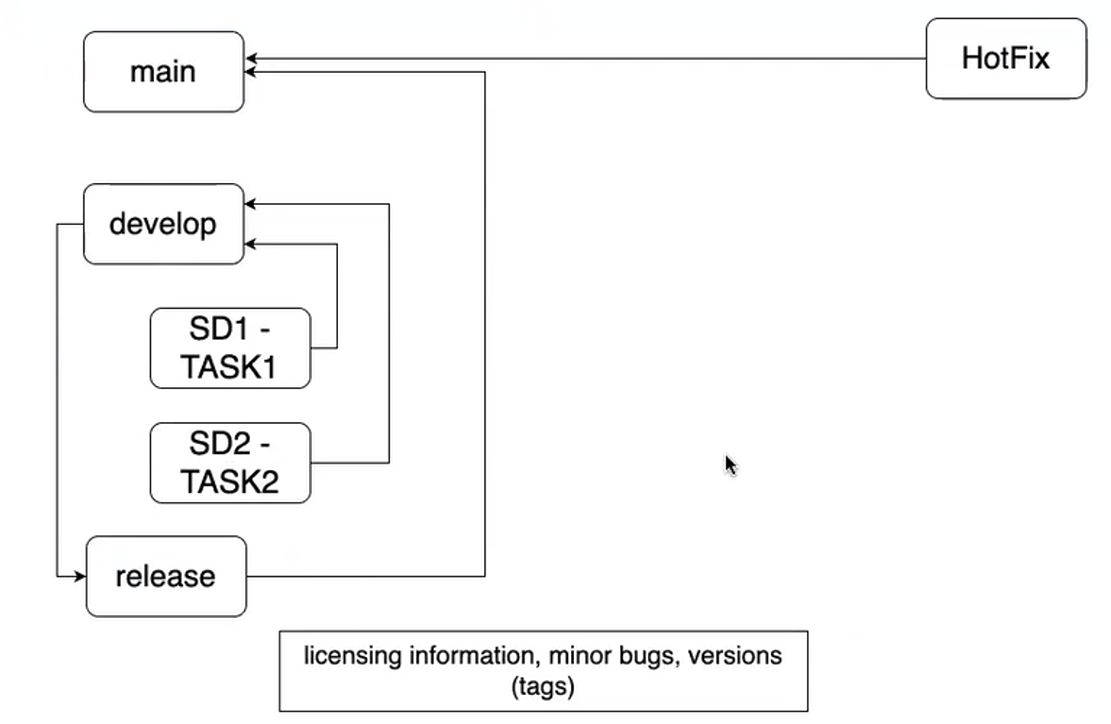 main
HotFix
develop
SD1 -
TASK1
SD2 -
TASK2
release
licensing information, minor bugs, versions
(tags)